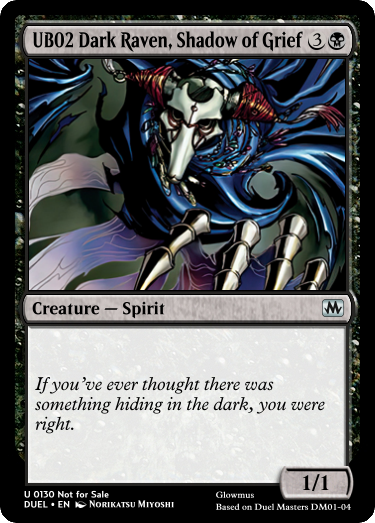 UB02 Dark Raven, Shadow of Grief 3
Creature — Spirit
M
If you've ever thought there was
something hiding in the dark, you were
right.
1/1
U 0130 Not for Sale
DUEL • EN NORIKATSU MIYOSHI
Glowmus
Based on Duel Masters DM01-04